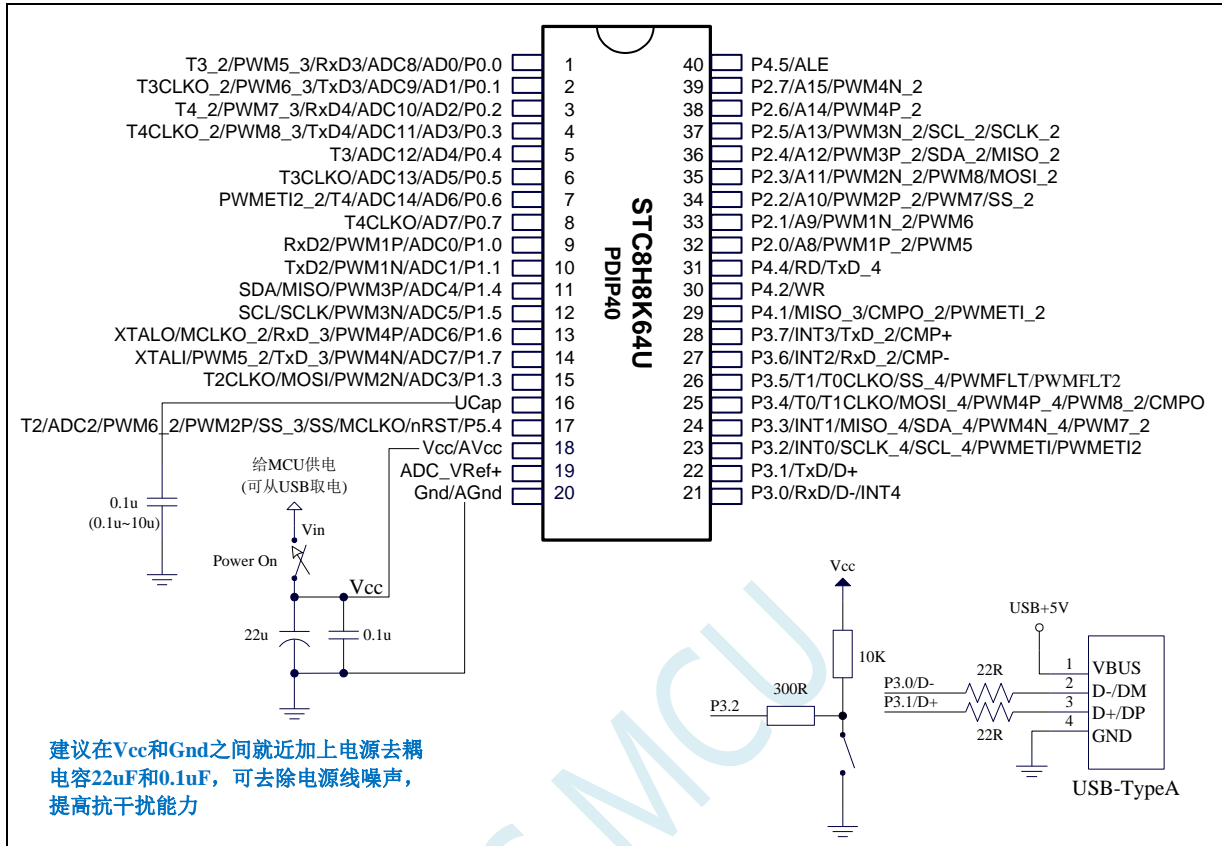 T3_2/PWM5_3/RxD3/ADC8/AD0/P0.0 1
T3CLKO_2/PWM6_3/TxD3/ADC9/AD1/P0.1 2
T4_2/PWM7_3/RxD4/ADC10/AD2/P0.2 3
T4CLKO_2/PWM8_3/TxD4/ADC11/AD3/P0.3 4
T3/ADC12/AD4/P0.4 5
T3CLKO/ADC13/AD5/P0.5 6
PWMETI2_2/T4/ADC14/AD6/P0.6 7
T4CLKO/AD7/P0.7 8
RxD2/PWM1P/ADC0/P1.0 9
TxD2/PWM1N/ADC1/P1.1 10
SDA/MISO/PWM3P/ADC4/P1.4 11
SCL/SCLK/PWM3N/ADC5/P1.5 12
XTALO/MCLKO_2/RxD_3/PWM4P/ADC6/P1.6 13
XTALI/PWM5_2/TxD_3/PWM4N/ADC7/P1.7 14
T2CLKO/MOSI/PWM2N/ADC3/P1.3 15
UCap 16
T2/ADC2/PWM6_2/PWM2P/SS_3/SS/MCLKO/nRST/P5.4 17
Vcc/AVcc 18
ADC_VRef+ 19
Gnd/AGnd 20
STC8H8K64U
PDIP40
40 P4.5/ALE
39 P2.7/A15/PWM4N_2
38 P2.6/A14/PWM4P_2
37 P2.5/A13/PWM3N_2/SCL_2/SCLK_2
36 P2.4/A12/PWM3P_2/SDA_2/MISO_2
35 P2.3/A11/PWM2N_2/PWM8/MOSI_2
34 P2.2/A10/PWM2P_2/PWM7/SS_2
33 P2.1/A9/PWM1N_2/PWM6
32 P2.0/A8/PWM1P_2/PWM5
31 P4.4/RD/TxD_4
30 P4.2/WR
29 P4.1/MISO_3/CMPO_2/PWMETI_2
28 P3.7/INT3/TxD_2/CMP+
27 P3.6/INT2/RxD_2/CMP-
26 P3.5/T1/T0CLKO/SS_4/PWMFLT/PWMFLT2
25 P3.4/T0/T1CLKO/MOSI_4/PWM4P_4/PWM8_2/CMPO
24 P3.3/INT1/MISO_4/SDA_4/PWM4N_4/PWM7_2
23 P3.2/INT0/SCLK_4/SCL_4/PWMETI/PWMETI2
22 P3.1/TxD/D+
21 P3.0/RxD/D-/INT4
0.1u
(0.1u~10u)
给MCU供电
(可从USB取电)
Vin
Power On
Vcc
22u
0.1u
建议在Vcc和Gnd之间就近加上电源去耦
电容22uF和0.1uF，可去除电源线噪声，
提高抗干扰能力
Vcc
10K
300R
P3.2
USB+5V
P3.0/D-
P3.1/D+
22R
22R
1 VBUS
2 D-/DM
3 D+/DP
4 GND
USB-TypeA
MCU